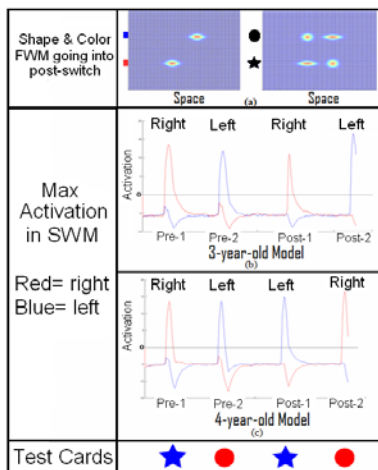 Shape & Color
FWM going into
post-switch
Space
(a)
Space
Max
Activation
in SWM
Red= right
Blue= left
Right
Left
Right
Left
Activation
0
Pre-1
Pre-2
Post-1
Post-2
3-year-old Model
(b)
Left
Left
Right
Right
Activation
0
Pre-1
Pre-2
Post-1
Post-2
4-year-old Model
(c)
Test Cards